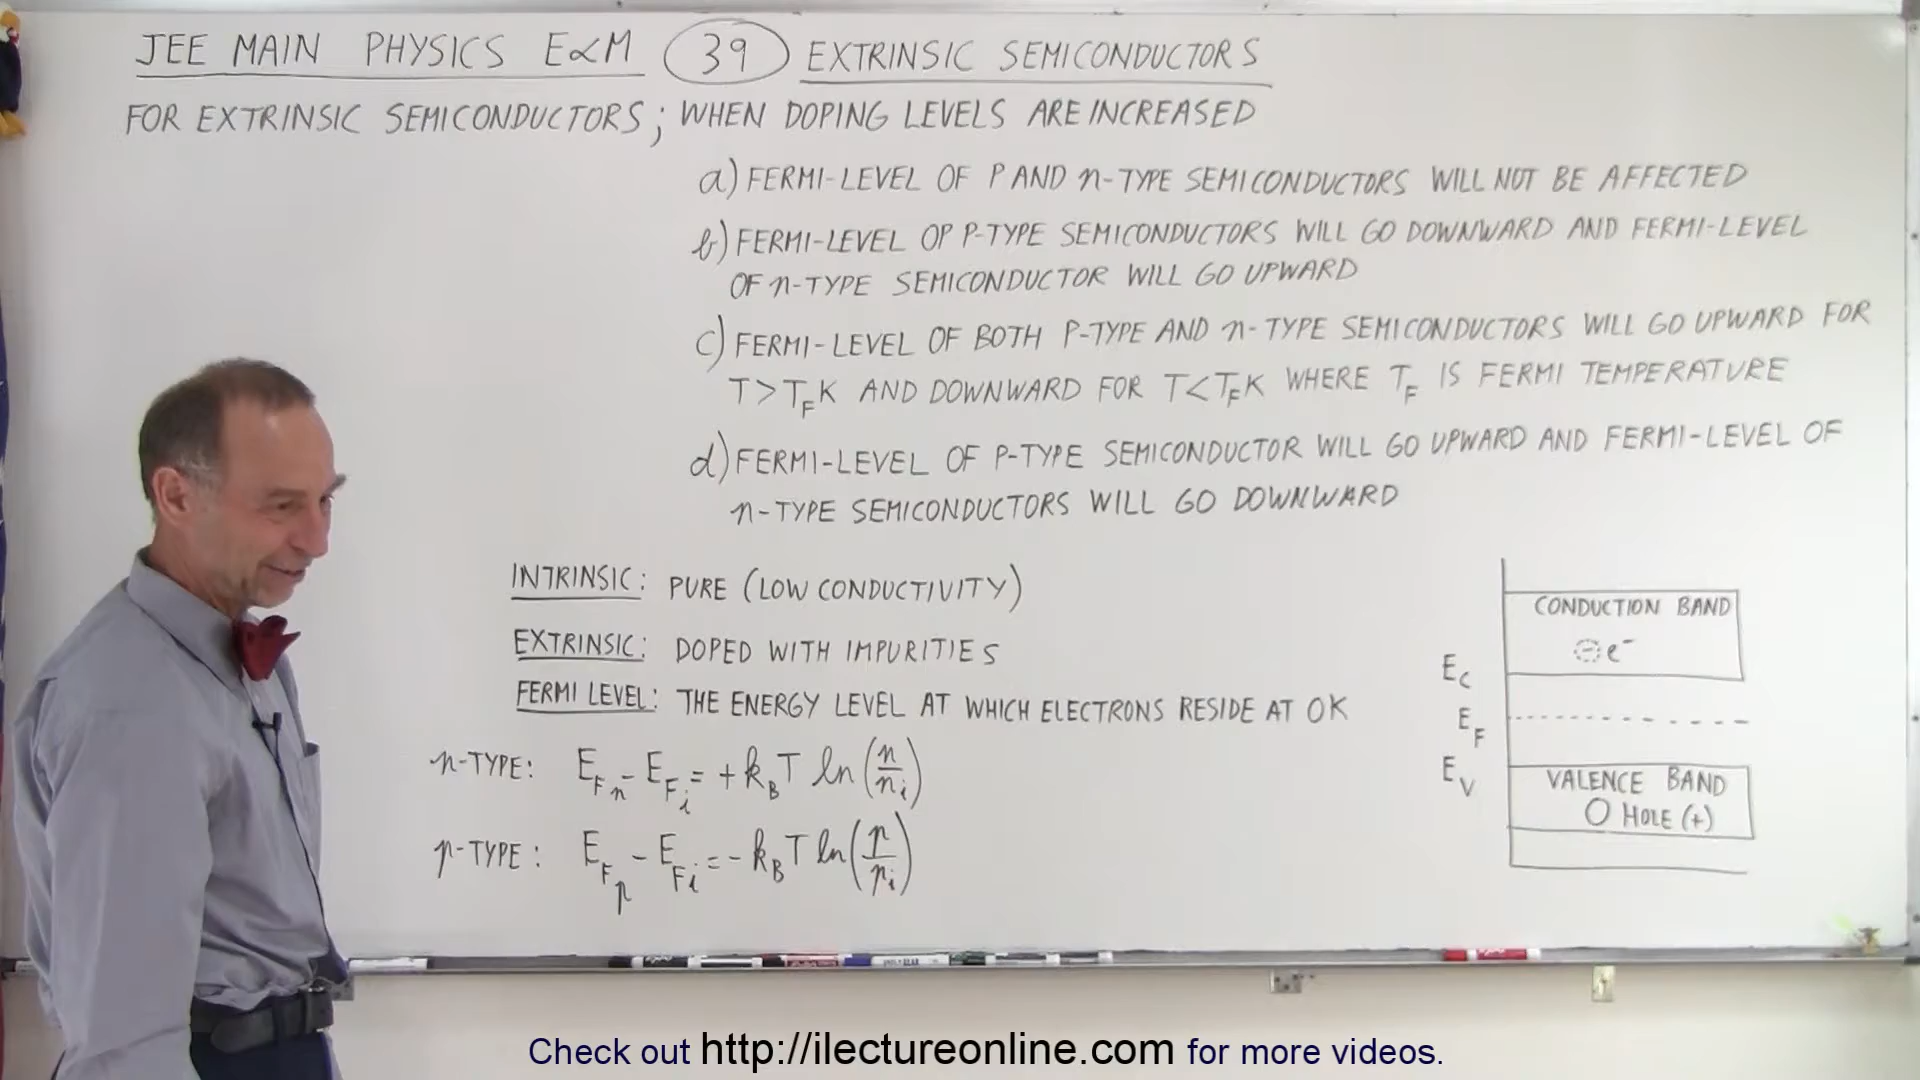 JEE MAIN PHYSICS E&M 39 EXTRINSIC SEMICONDUCTORS
FOR EXTRINSIC SEMICONDUCTORS; WHEN DOPING LEVELS ARE INCREASED
a) FERMI-LEVEL OF P AND n-TYPE SEMICONDUCTORS WILL NOT BE AFFECTED
b) FERMI-LEVEL OP P-TYPE SEMICONDUCTORS WILL GO DOWNWARD AND FERMI-LEVEL
OF n-TYPE SEMICONDUCTOR WILL GO UPWARD
c) FERMI-LEVEL OF BOTH P-TYPE AND n-TYPE SEMICONDUCTORS WILL GO UPWARD FOR
T > T_F K AND DOWNWARD FOR T < T_F K WHERE T_F IS FERMI TEMPERATURE
d) FERMI-LEVEL OF P-TYPE SEMICONDUCTOR WILL GO UPWARD AND FERMI-LEVEL OF
n-TYPE SEMICONDUCTORS WILL GO DOWNWARD
INTRINSIC: PURE (LOW CONDUCTIVITY)
EXTRINSIC: DOPED WITH IMPURITIES
FERMI LEVEL: THE ENERGY LEVEL AT WHICH ELECTRONS RESIDE AT 0K
n-TYPE: E_Fn - E_Fi = + k_B T ln(n/n_i)
p-TYPE: E_Fp - E_Fi = - k_B T ln(p/p_i)
CONDUCTION BAND
⊖ e⁻
E_C
E_F
E_V
VALENCE BAND
O HOLE (+)
Check out http://ilectureonline.com for more videos.